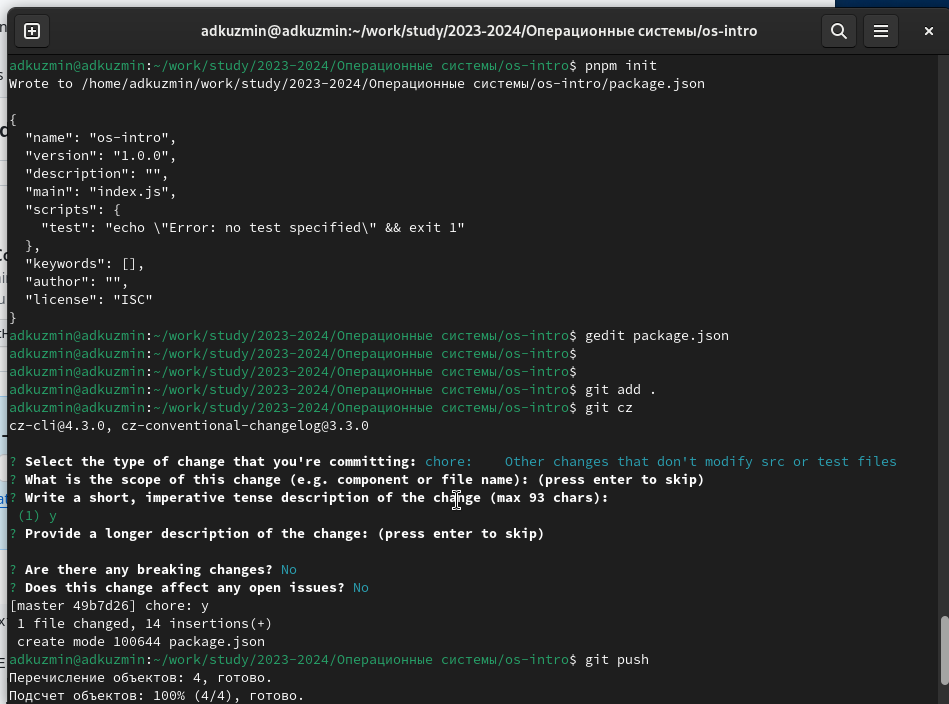 adkuzmin@adkuzmin:~/work/study/2023-2024/Операционные системы/os-intro
adkuzmin@adkuzmin:~/work/study/2023-2024/Операционные системы/os-intro$ pnpm init
Wrote to /home/adkuzmin/work/study/2023-2024/Операционные системы/os-intro/package.json
{
  "name": "os-intro",
  "version": "1.0.0",
  "description": "",
  "main": "index.js",
  "scripts": {
    "test": "echo \"Error: no test specified\" && exit 1"
  },
  "keywords": [],
  "author": "",
  "license": "ISC"
}
adkuzmin@adkuzmin:~/work/study/2023-2024/Операционные системы/os-intro$ gedit package.json
adkuzmin@adkuzmin:~/work/study/2023-2024/Операционные системы/os-intro$
adkuzmin@adkuzmin:~/work/study/2023-2024/Операционные системы/os-intro$
adkuzmin@adkuzmin:~/work/study/2023-2024/Операционные системы/os-intro$ git add .
adkuzmin@adkuzmin:~/work/study/2023-2024/Операционные системы/os-intro$ git cz
cz-cli@4.3.0, cz-conventional-changelog@3.3.0
? Select the type of change that you're committing: chore:    Other changes that don't modify src or test files
? What is the scope of this change (e.g. component or file name): (press enter to skip)
? Write a short, imperative tense description of the change (max 93 chars):
 (1) y
? Provide a longer description of the change: (press enter to skip)
? Are there any breaking changes? No
? Does this change affect any open issues? No
[master 49b7d26] chore: y
 1 file changed, 14 insertions(+)
 create mode 100644 package.json
adkuzmin@adkuzmin:~/work/study/2023-2024/Операционные системы/os-intro$ git push
Перечисление объектов: 4, готово.
Подсчет объектов: 100% (4/4), готово.